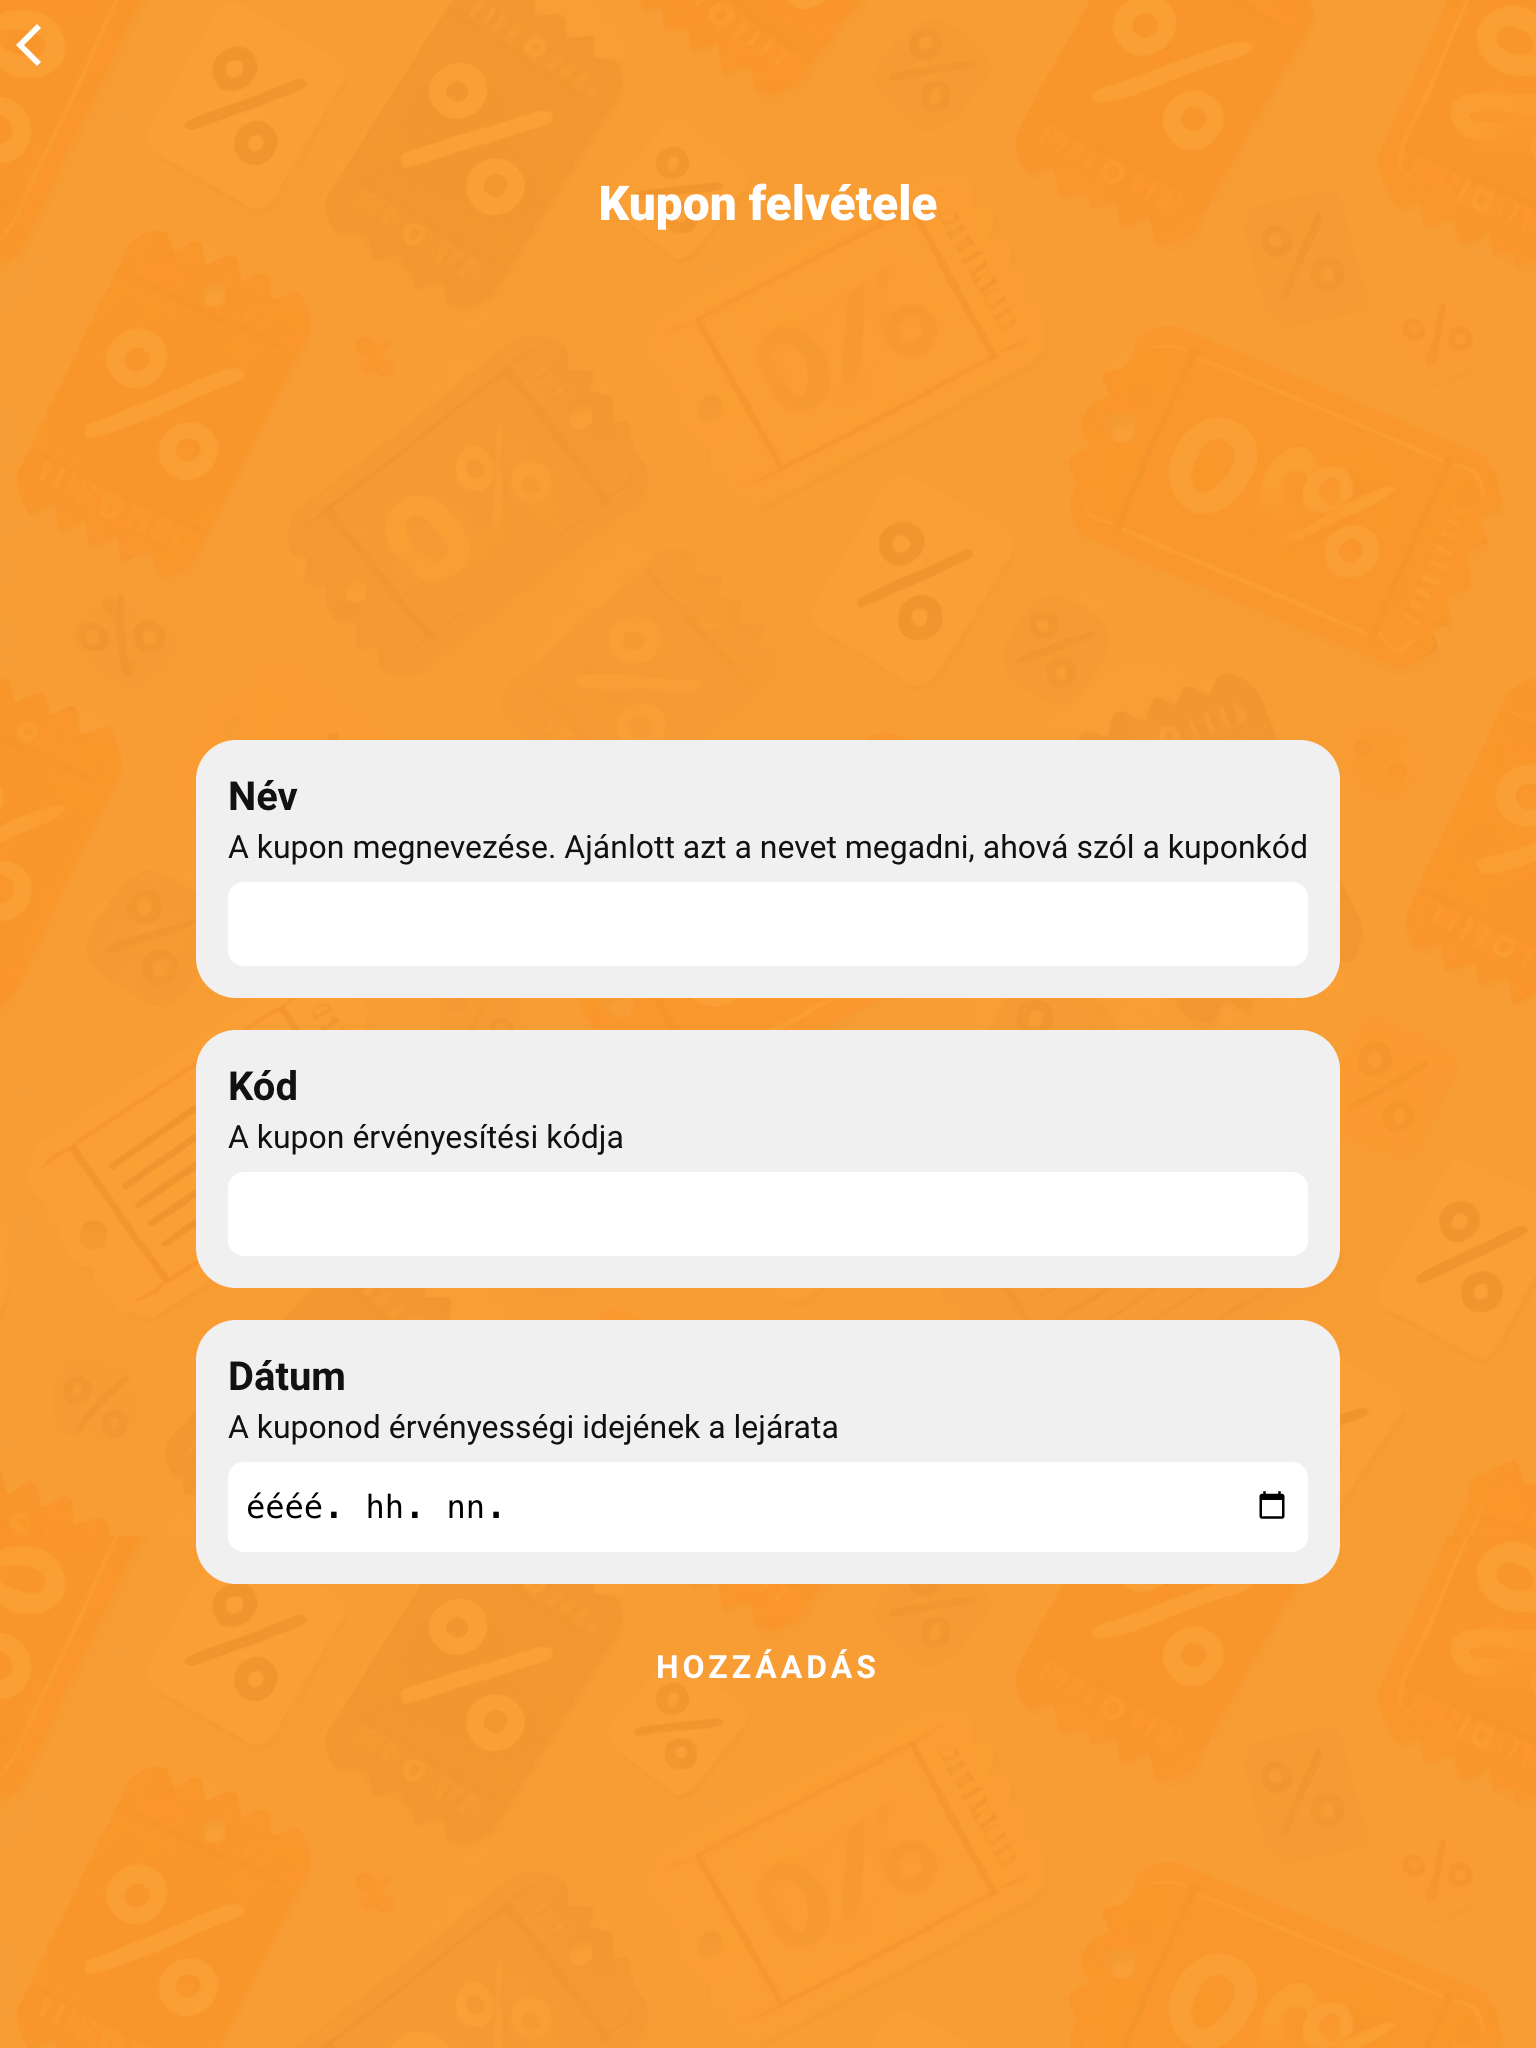 Kupon felvétele
Név
A kupon megnevezése. Ajánlott azt a nevet megadni, ahová szól a kuponkód
Kód
A kupon érvényesítési kódja
Dátum
A kuponod érvényességi idejének a lejárata
éééé. hh. nn.
HOZZÁADÁS